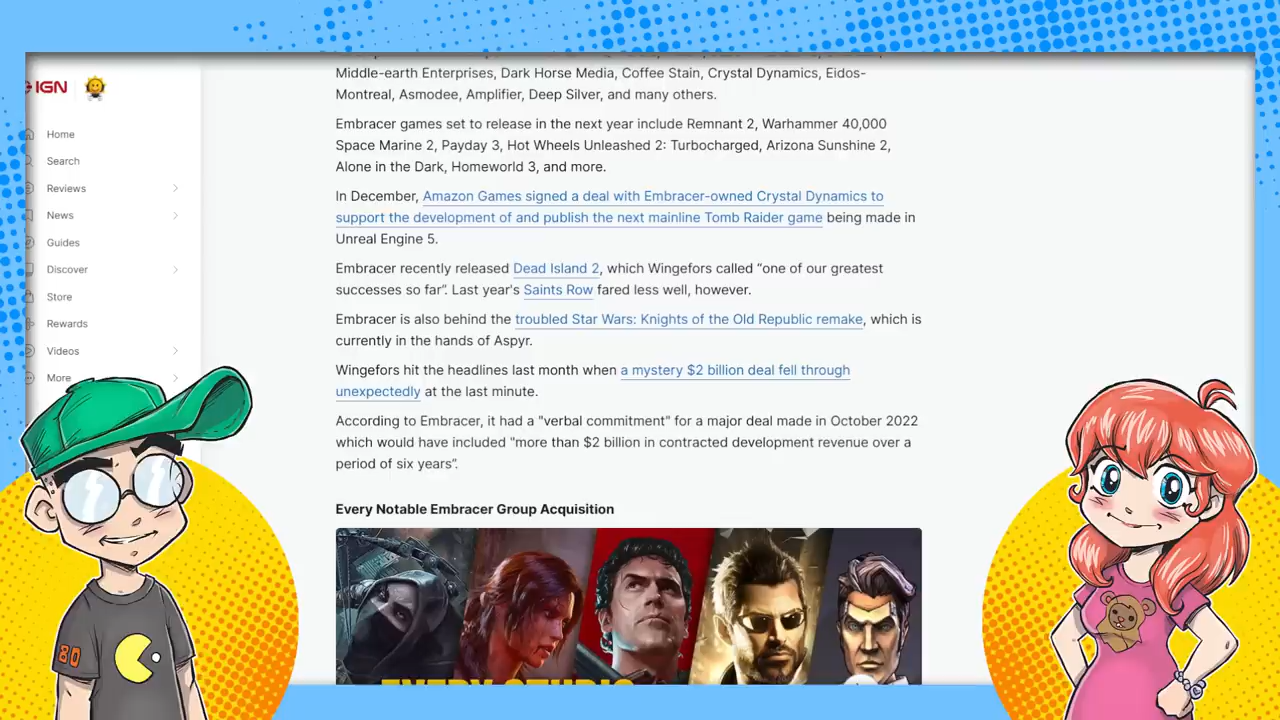 Middle-earth Enterprises, Dark Horse Media, Coffee Stain, Crystal Dynamics, Eidos-
Montreal, Asmodee, Amplifier, Deep Silver, and many others.
IGN
Home
Search
Reviews
News
Guides
Discover
Store
Rewards
Videos
More
Embracer games set to release in the next year include Remnant 2, Warhammer 40,000
Space Marine 2, Payday 3, Hot Wheels Unleashed 2: Turbocharged, Arizona Sunshine 2,
Alone in the Dark, Homeworld 3, and more.
In December, Amazon Games signed a deal with Embracer-owned Crystal Dynamics to
support the development of and publish the next mainline Tomb Raider game being made in
Unreal Engine 5.
Embracer recently released Dead Island 2, which Wingefors called “one of our greatest
successes so far”. Last year's Saints Row fared less well, however.
Embracer is also behind the troubled Star Wars: Knights of the Old Republic remake, which is
currently in the hands of Aspyr.
Wingefors hit the headlines last month when a mystery $2 billion deal fell through
unexpectedly at the last minute.
According to Embracer, it had a "verbal commitment" for a major deal made in October 2022
which would have included “more than $2 billion in contracted development revenue over a
period of six years”.
Every Notable Embracer Group Acquisition
EVERY STUDIO
80